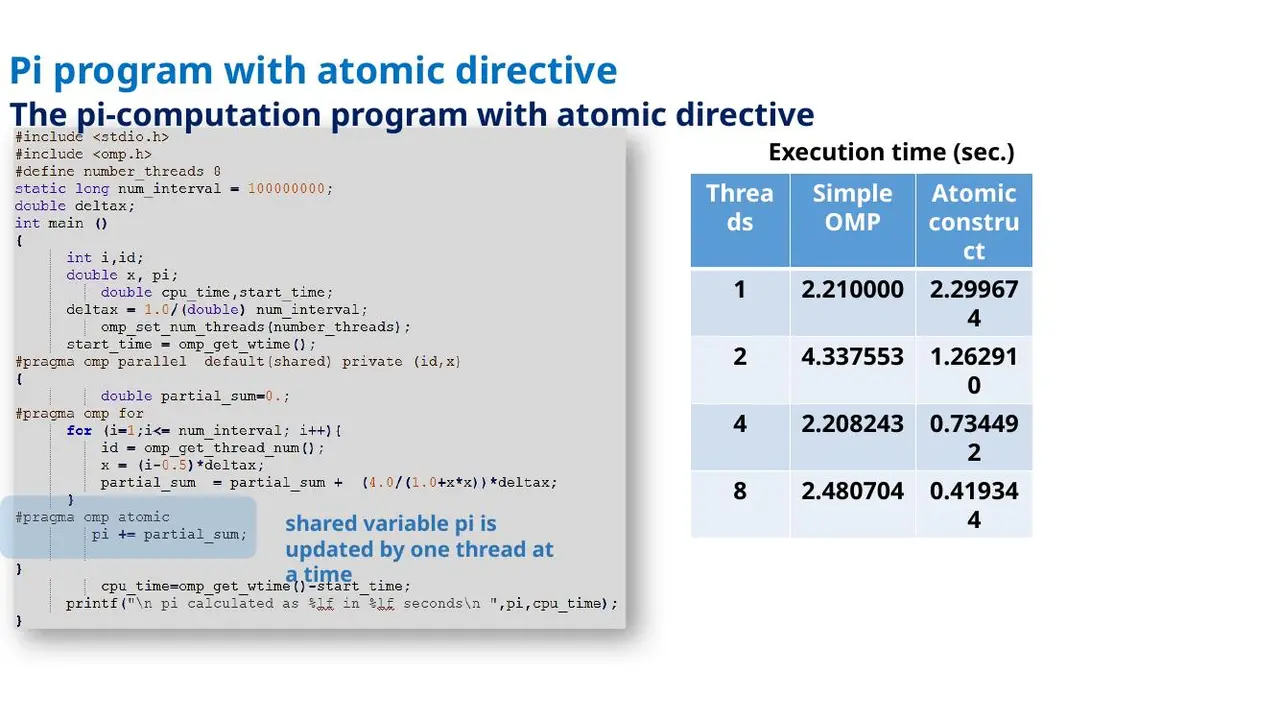 Pi program with atomic directive
The pi-computation program with atomic directive
#include <stdio.h>
#include <omp.h>
#define number_threads 8
static long num_interval = 100000000;
double deltax;
int main ()
{
int i,id;
double x, pi;
double cpu_time,start_time;
deltax = 1.0/(double) num_interval;
omp_set_num_threads(number_threads);
start_time = omp_get_wtime();
#pragma omp parallel  default(shared) private (id,x)
{
double partial_sum=0.;
#pragma omp for
for (i=1;i<= num_interval; i++){
id = omp_get_thread_num();
x = (i-0.5)*deltax;
partial_sum  = partial_sum +  (4.0/(1.0+x*x))*deltax;
}
#pragma omp atomic
pi += partial_sum;
}
cpu_time=omp_get_wtime()-start_time;
printf("\n pi calculated as %lf in %lf seconds\n ",pi,cpu_time);
}
shared variable pi is
updated by one thread at
a time
Execution time (sec.)
Threa
ds
Simple
OMP
Atomic
constru
ct
1
2.210000
2.29967
4
2
4.337553
1.26291
0
4
2.208243
0.73449
2
8
2.480704
0.41934
4